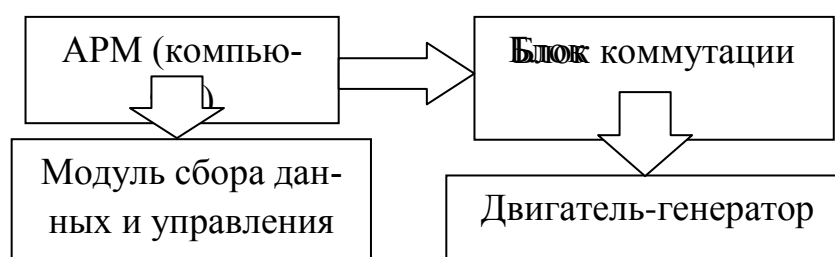 АРМ (компью-
)
Блок коммутации
Модуль сбора дан-
ных и управления
Двигатель-генератор